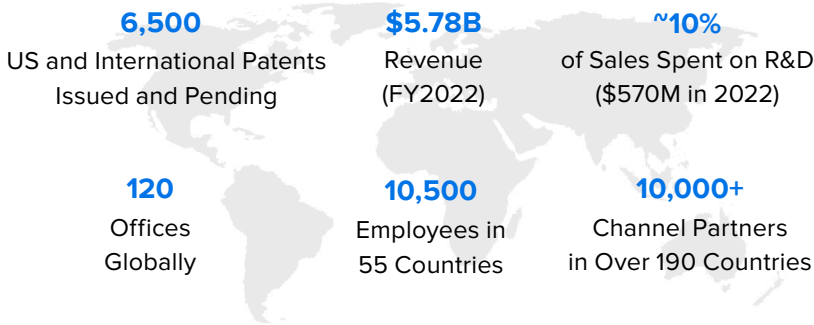 6,500
US and International Patents
Issued and Pending
$5.78B
Revenue
(FY2022)
~10%
of Sales Spent on R&D
($570M in 2022)
120
Offices
Globally
10,500
Employees in
55 Countries
10,000+
Channel Partners
in Over 190 Countries